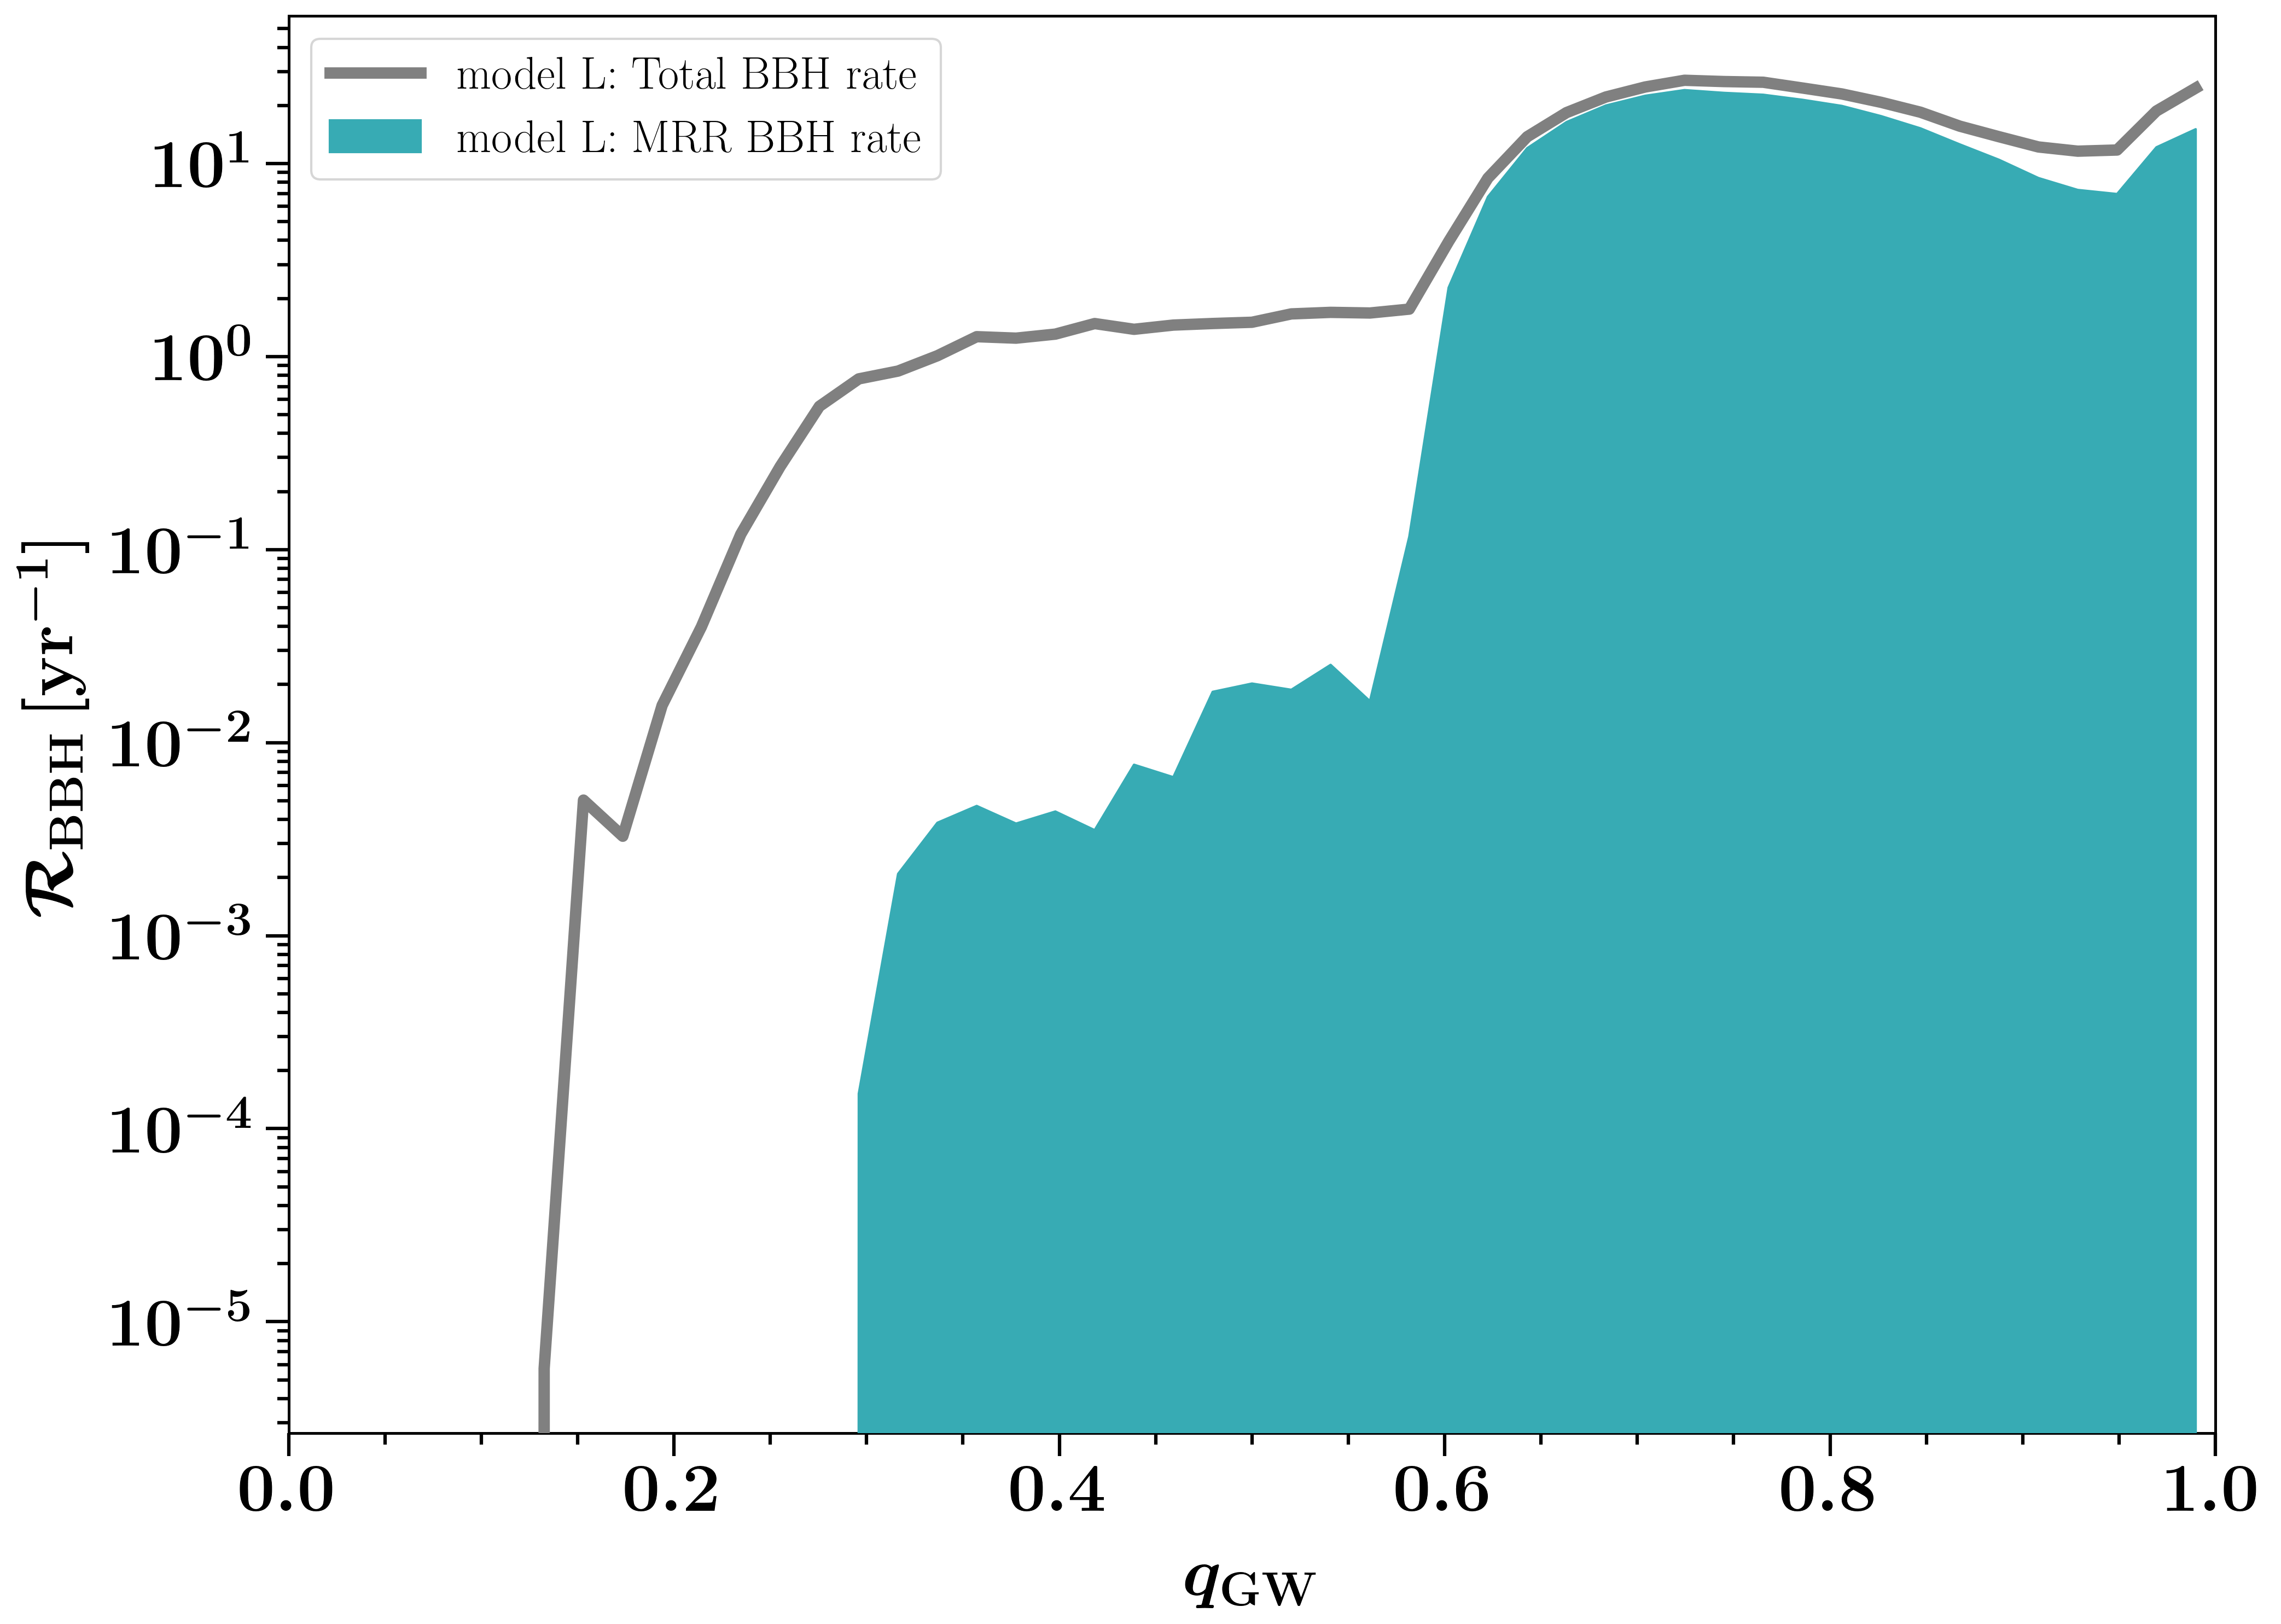 model L: Total BBH rate
model L: MRR BBH rate
10¹
10⁰
10⁻¹
10⁻²
10⁻³
10⁻⁴
10⁻⁵
𝓡BBH [yr⁻¹]
0.0 0.2 0.4 0.6 0.8 1.0
qGW